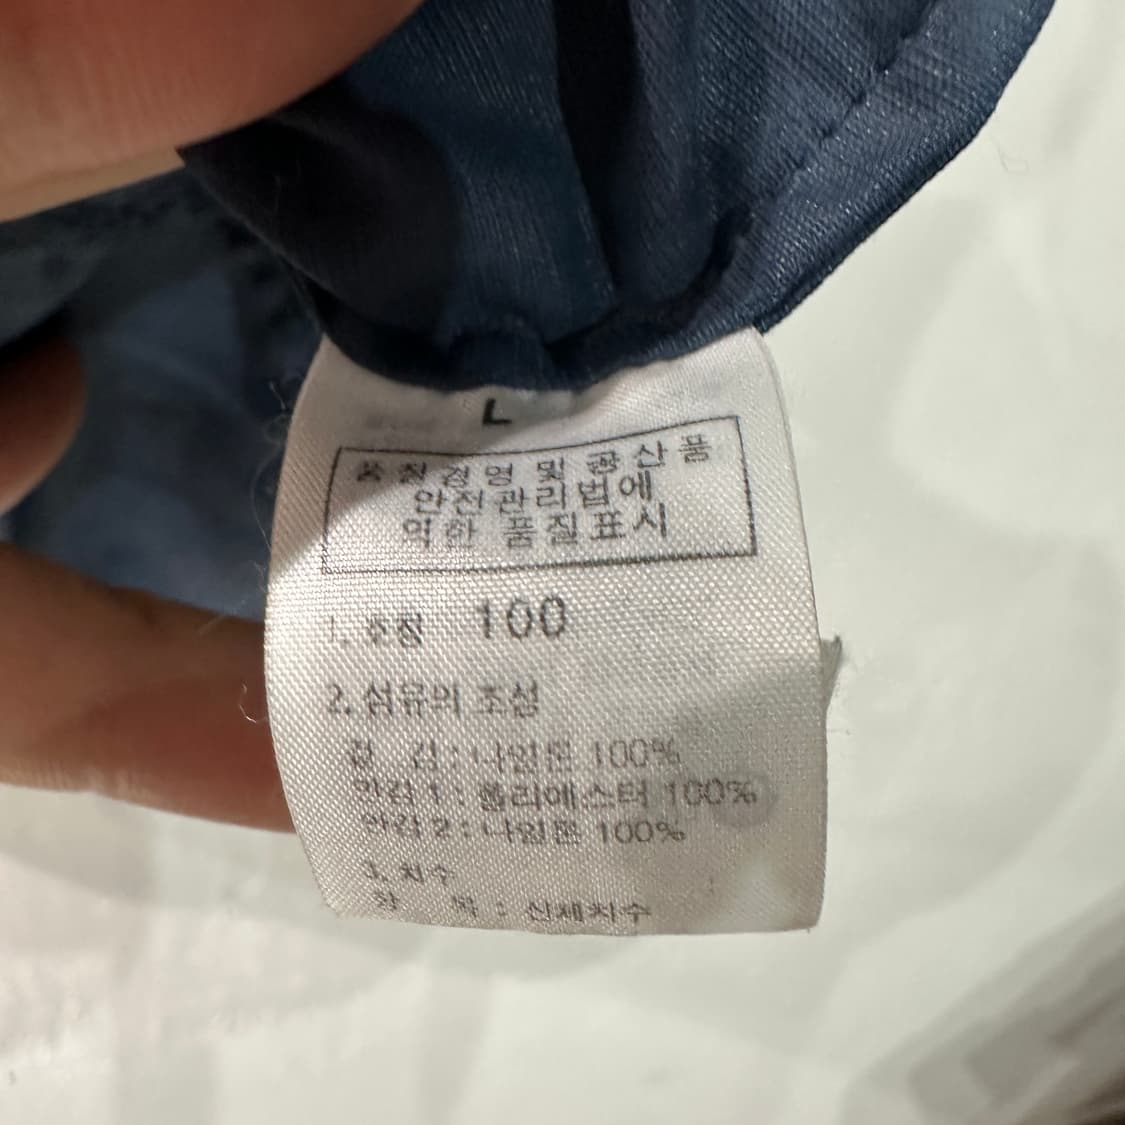 L
품질경영 및 공산품
안전관리법에
의한 품질표시
1. 호칭 100
2. 섬유의 조성
겉 감 : 나일론 100%
안감 1 : 폴리에스터 100%
안감 2 : 나일론 100%
3. 치수
항 목 : 신체치수